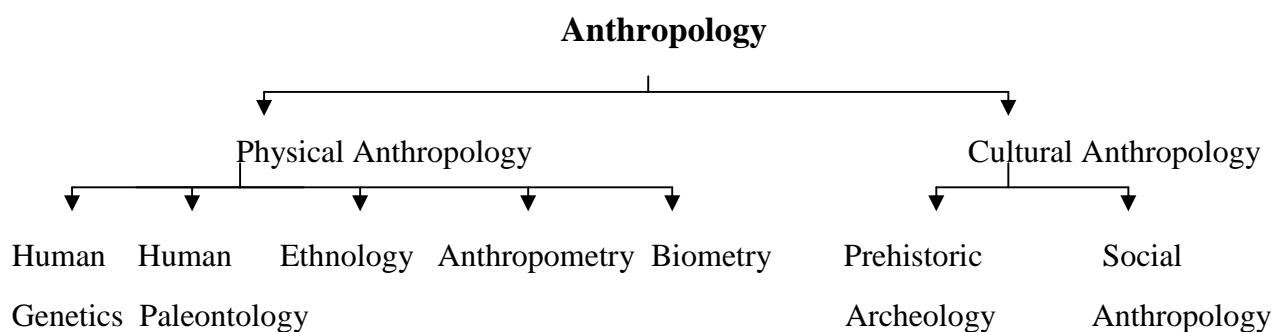 Anthropology
Physical Anthropology Cultural Anthropology
Human Human Ethnology Anthropometry Biometry Prehistoric Social
Genetics Paleontology Archeology Anthropology